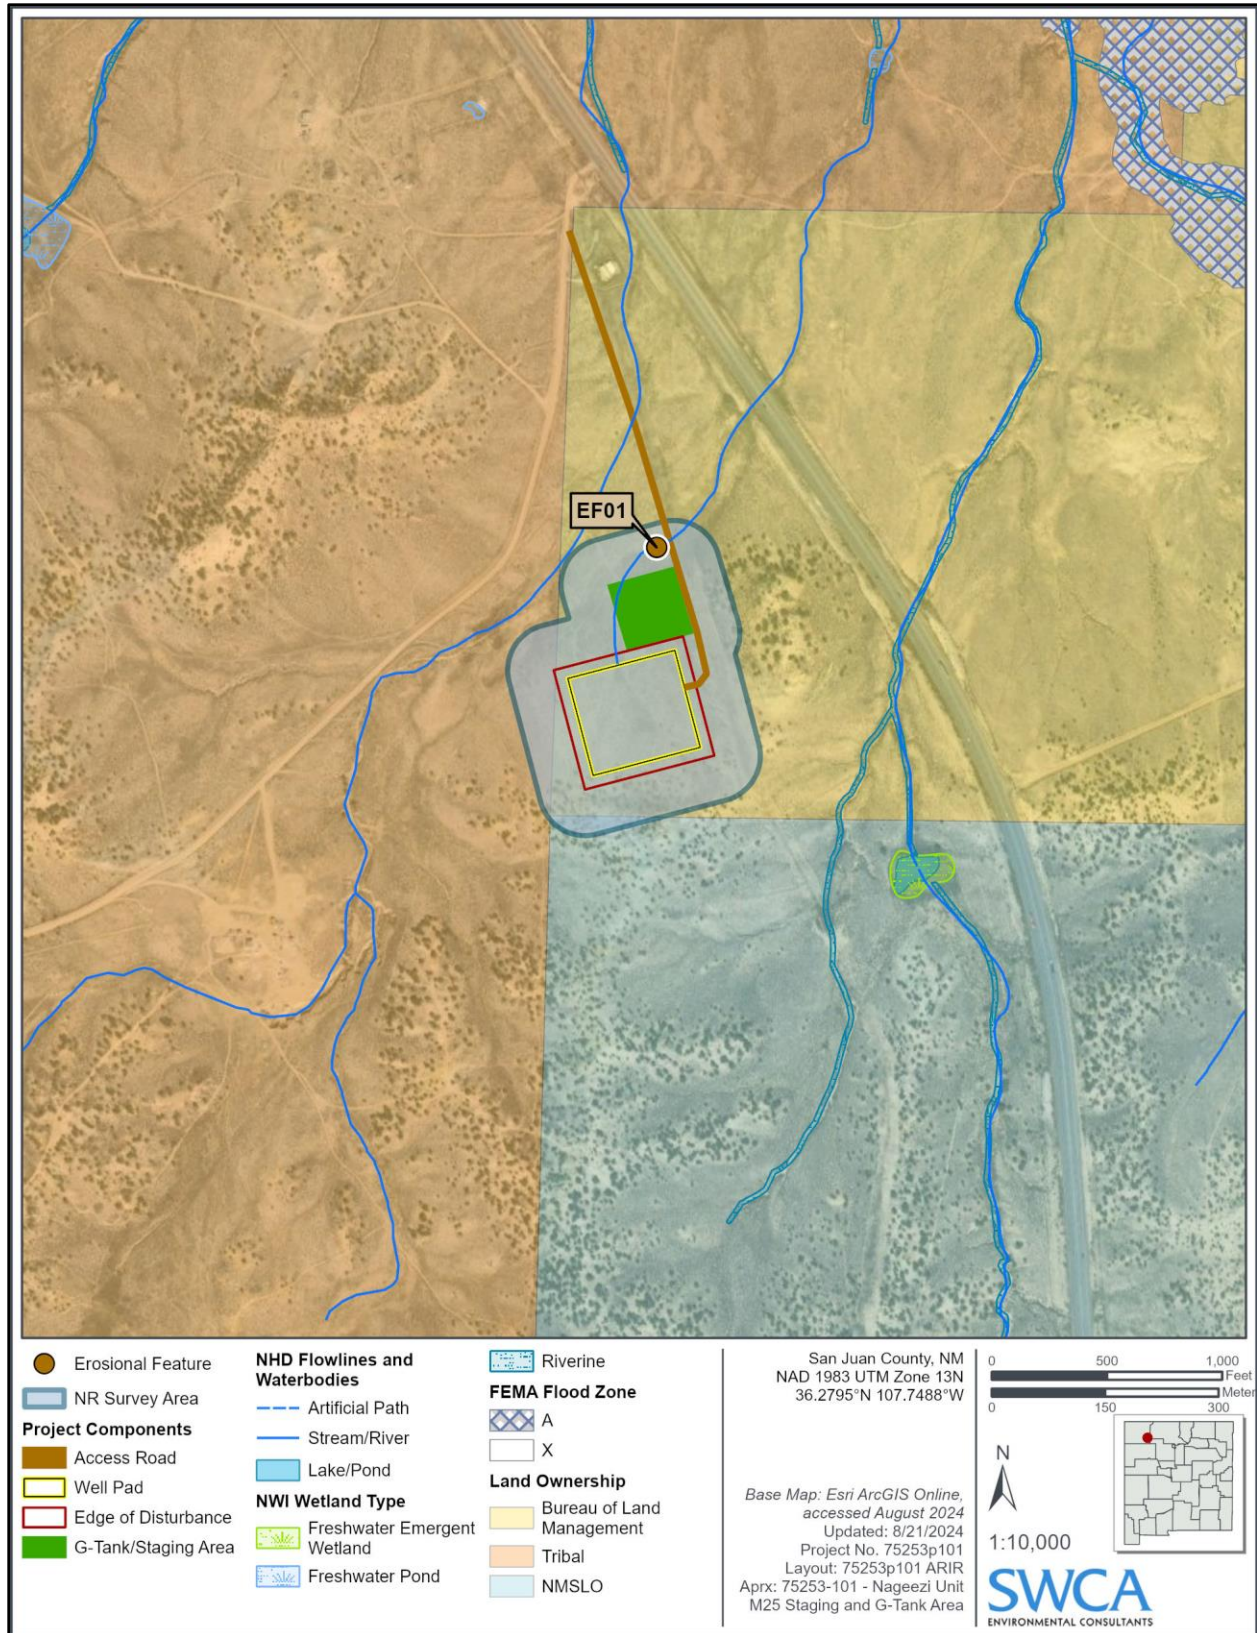 EF01
Erosional Feature
NR Survey Area
Project Components
Access Road
Well Pad
Edge of Disturbance
G-Tank/Staging Area
NHD Flowlines and
Waterbodies
Artificial Path
Stream/River
Lake/Pond
NWI Wetland Type
Freshwater Emergent
Wetland
Freshwater Pond
Riverine
FEMA Flood Zone
A
X
Land Ownership
Bureau of Land
Management
Tribal
NMSLO
San Juan County, NM
NAD 1983 UTM Zone 13N
36.2795°N 107.7488°W
Base Map: Esri ArcGIS Online,
accessed August 2024
Updated: 8/21/2024
Project No. 75253p101
Layout: 75253p101 ARIR
Aprx: 75253-101 - Nageezi Unit
M25 Staging and G-Tank Area
0 500 1,000
Feet
Meter
0 150 300
N
1:10,000
SWCA
ENVIRONMENTAL CONSULTANTS